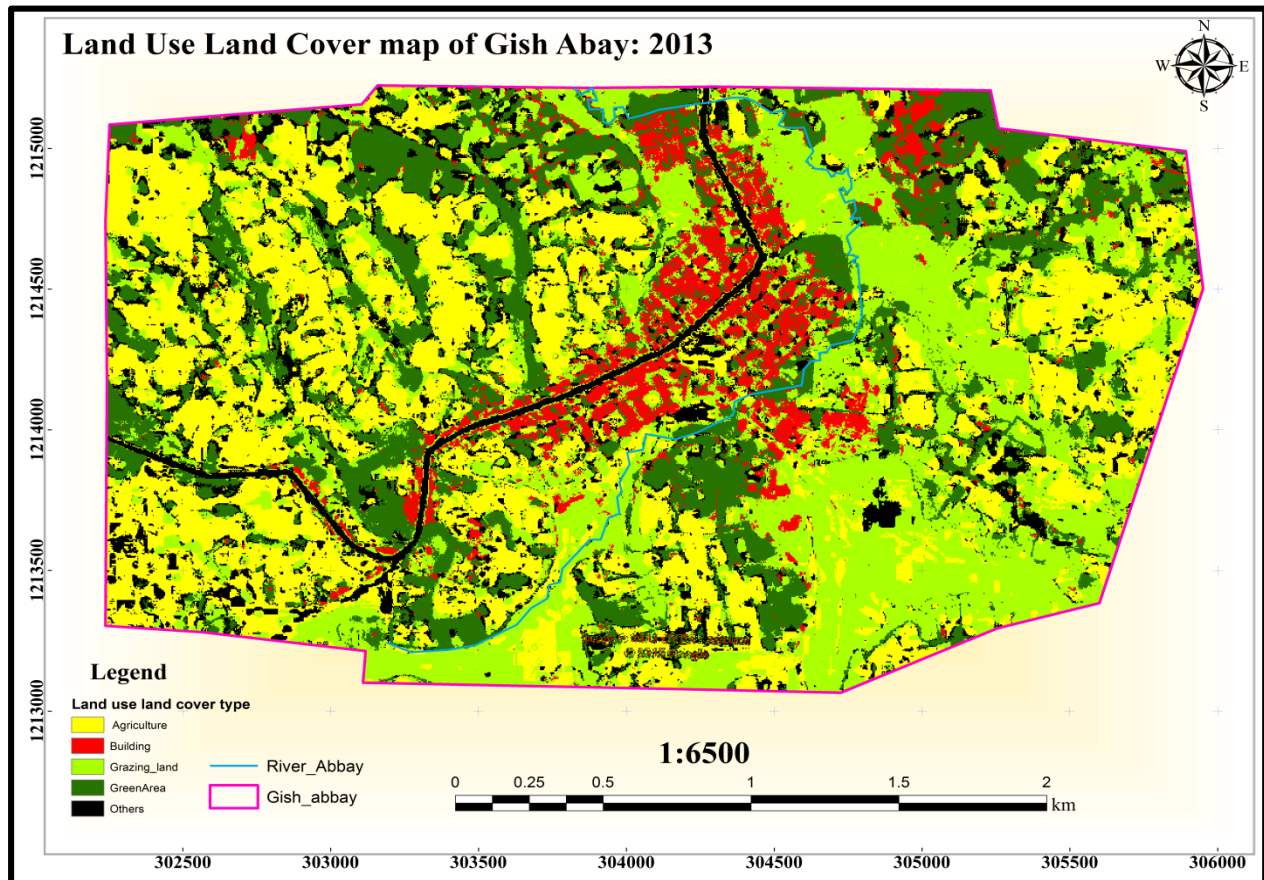 Land Use Land Cover map of Gish Abay: 2013
N
W E
S
1215000
1214500
1214000
1213500
1213000
Legend
Land use land cover type
Agriculture
Building
Grazing_land
GreenArea
Others
River_Abbay
Gish_abbay
1:6500
0 0.25 0.5 1 1.5 2
km
302500 303000 303500 304000 304500 305000 305500 306000